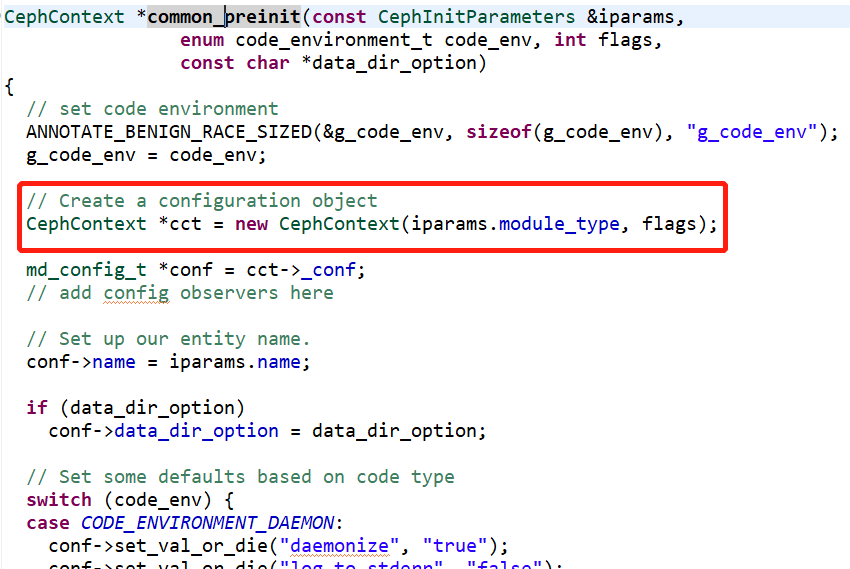 CephContext *common_preinit(const CephInitParameters &iparams,
enum code_environment_t code_env, int flags,
const char *data_dir_option)
{
// set code environment
ANNOTATE_BENIGN_RACE_SIZED(&g_code_env, sizeof(g_code_env), "g_code_env");
g_code_env = code_env;
// Create a configuration object
CephContext *cct = new CephContext(iparams.module_type, flags);
md_config_t *conf = cct->_conf;
// add config observers here
// Set up our entity name.
conf->name = iparams.name;
if (data_dir_option)
conf->data_dir_option = data_dir_option;
// Set some defaults based on code type
switch (code_env) {
case CODE_ENVIRONMENT_DAEMON:
conf->set_val_or_die("daemonize", "true");
conf->set_val_or_die("log_to_stderr", "false");